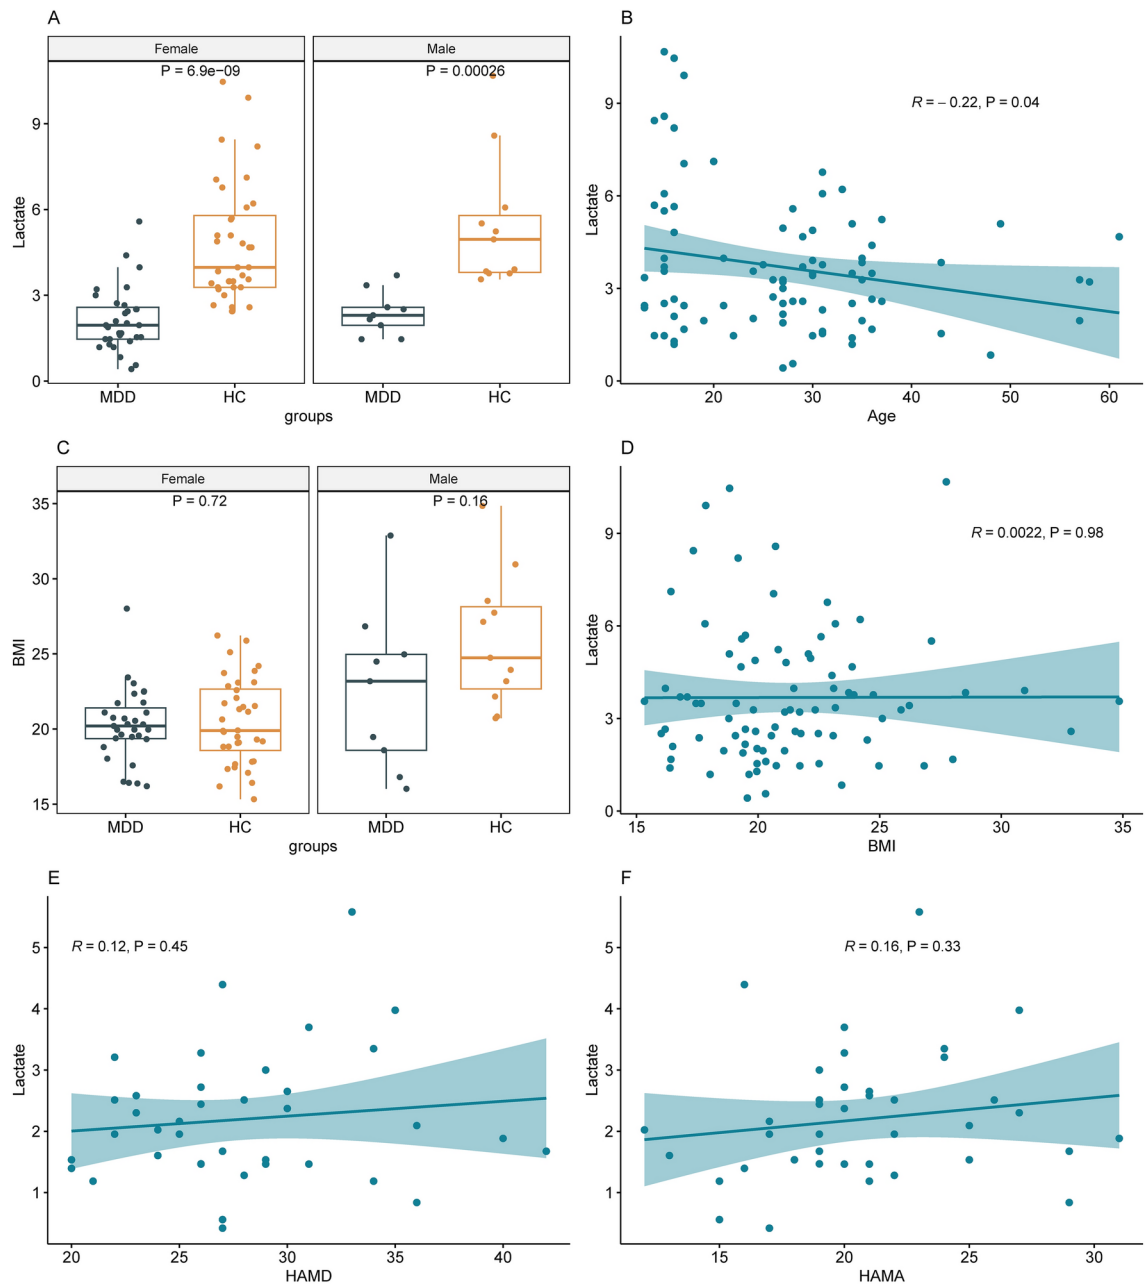 A
Female
Male
P = 6.9e−09
P = 0.00026
9
6
3
0
Lactate
MDD
HC
MDD
HC
groups
B
R = − 0.22, P = 0.04
9
6
3
0
Lactate
20
30
40
50
60
Age
C
Female
Male
P = 0.72
P = 0.16
35
30
25
20
15
BMI
MDD
HC
MDD
HC
groups
D
R = 0.0022, P = 0.98
9
6
3
0
Lactate
15
20
25
30
35
BMI
E
R = 0.12, P = 0.45
5
4
3
2
1
Lactate
20
25
30
35
40
HAMD
F
R = 0.16, P = 0.33
5
4
3
2
1
Lactate
15
20
25
30
HAMA